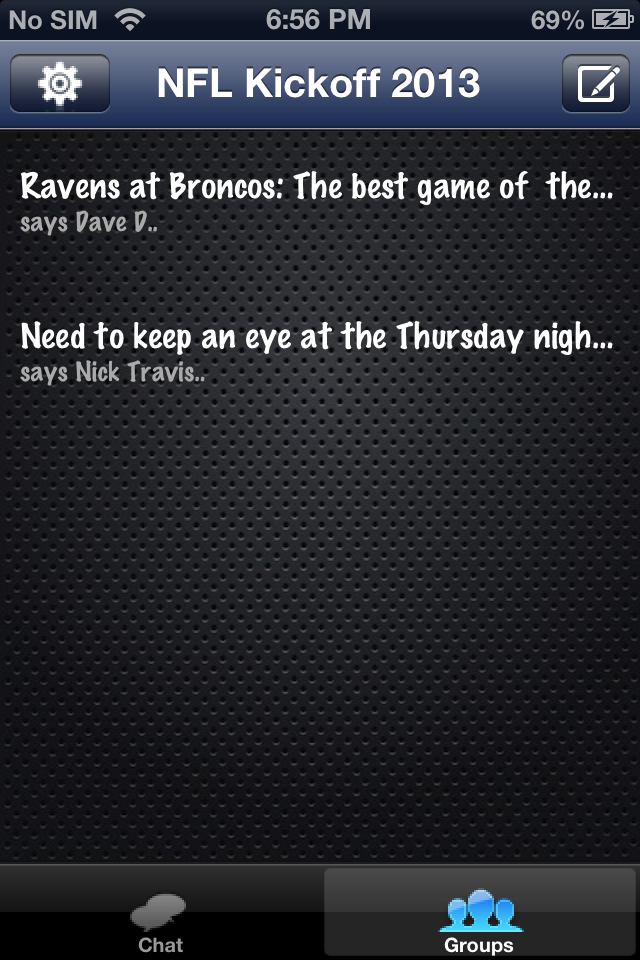 No SIM 6:56 PM 69%
NFL Kickoff 2013
Ravens at Broncos: The best game of  the...
says Dave D..
Need to keep an eye at the Thursday nigh...
says Nick Travis..
Chat Groups